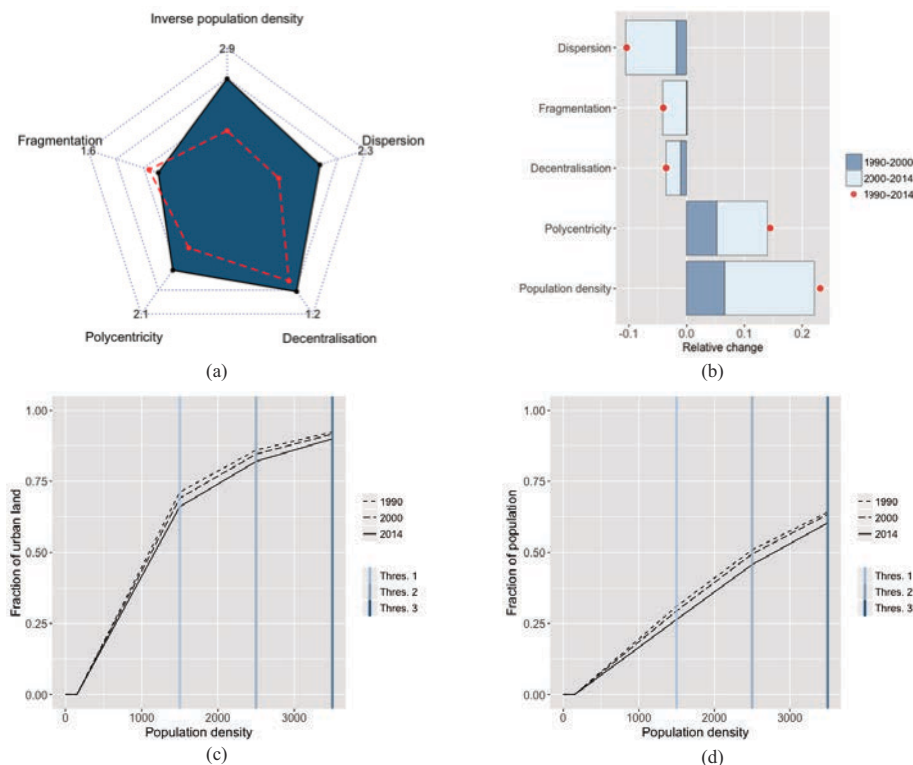 Inverse population density
2.9
Fragmentation
1.6
Dispersion
2.3
Polycentricity
2.1
Decentralisation
1.2
(a)
Dispersion
Fragmentation
Decentralisation
Polycentricity
Population density
-0.1 0.0 0.1 0.2
Relative change
1990-2000
2000-2014
1990-2014
(b)
1.00
0.75
0.50
0.25
0.00
Fraction of urban land
0 1000 2000 3000
Population density
1990
2000
2014
Thres. 1
Thres. 2
Thres. 3
(c)
1.00
0.75
0.50
0.25
0.00
Fraction of population
0 1000 2000 3000
Population density
1990
2000
2014
Thres. 1
Thres. 2
Thres. 3
(d)